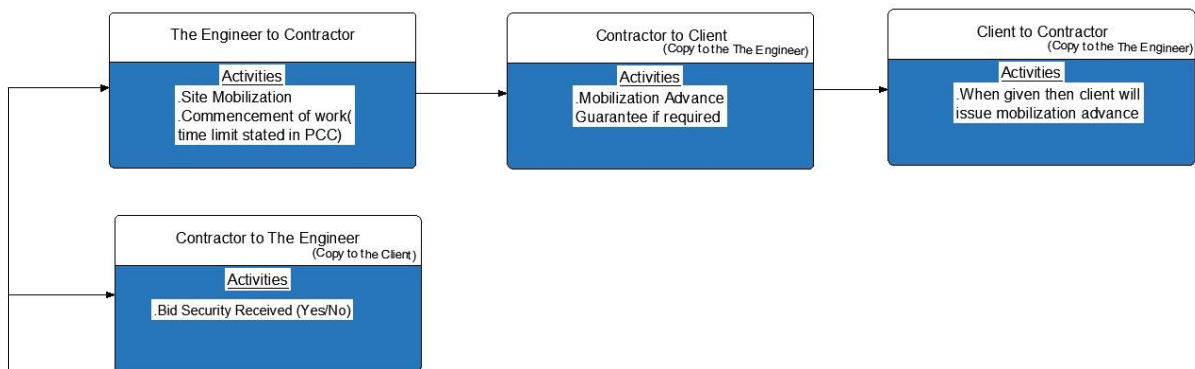 The Engineer to Contractor
Activities
.Site Mobilization
.Commencement of work(
time limit stated in PCC)
Contractor to Client
(Copy to the The Engineer)
Activities
.Mobilization Advance
Guarantee if required
Client to Contractor
(Copy to the The Engineer)
Activities
.When given then client will
issue mobilization advance
Contractor to The Engineer
(Copy to the Client)
Activities
.Bid Security Received (Yes/No)